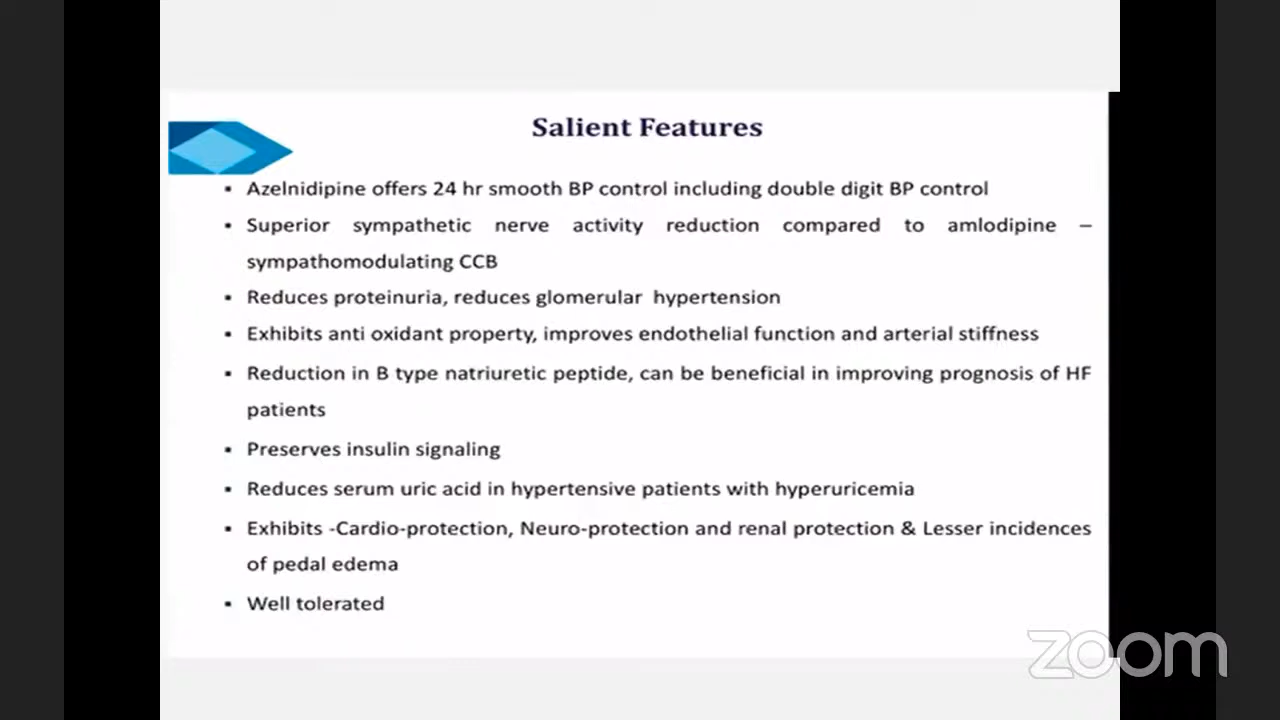 Salient Features
▪ Azelnidipine offers 24 hr smooth BP control including double digit BP control
▪ Superior sympathetic nerve activity reduction compared to amlodipine –
sympathomodulating CCB
▪ Reduces proteinuria, reduces glomerular hypertension
▪ Exhibits anti oxidant property, improves endothelial function and arterial stiffness
▪ Reduction in B type natriuretic peptide, can be beneficial in improving prognosis of HF
patients
▪ Preserves insulin signaling
▪ Reduces serum uric acid in hypertensive patients with hyperuricemia
▪ Exhibits -Cardio-protection, Neuro-protection and renal protection & Lesser incidences
of pedal edema
▪ Well tolerated
zoom